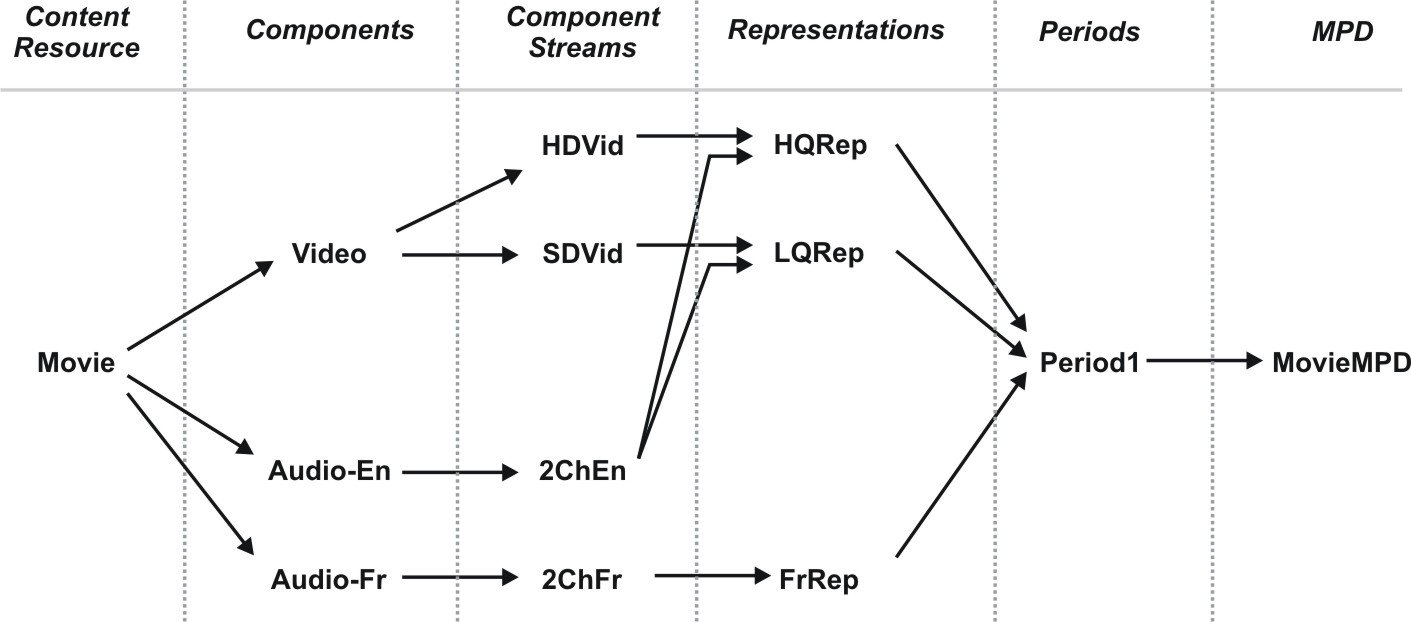 Content
Resource
Components
Component
Streams
Representations
Periods
MPD
HDVid
HQRep
Video
SDVid
LQRep
Movie
Period1
MovieMPD
Audio-En
2ChEn
Audio-Fr
2ChFr
FrRep